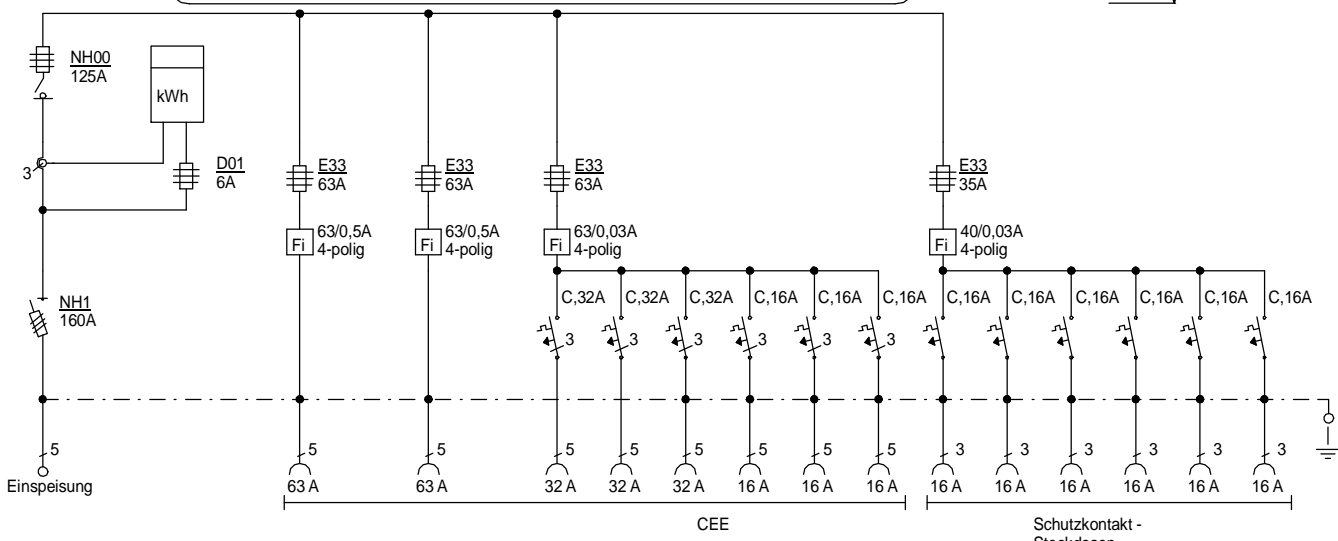 NH00
125A
kWh
3
D01
6A
E33
63A
E33
63A
E33
63A
E33
35A
Fi
63/0,5A
4-polig
Fi
63/0,5A
4-polig
Fi
63/0,03A
4-polig
Fi
40/0,03A
4-polig
NH1
160A
C,32A C,32A C,32A C,16A C,16A C,16A C,16A C,16A C,16A C,16A C,16A C,16A
3 3 3 3 3 3
5 5 5 5 5 5 5 5 5 3 3 3 3 3 3
Einspeisung
63 A 63 A 32 A 32 A 32 A 16 A 16 A 16 A 16 A 16 A 16 A 16 A 16 A 16 A
CEE
Schutzkontakt -
Steckdosen